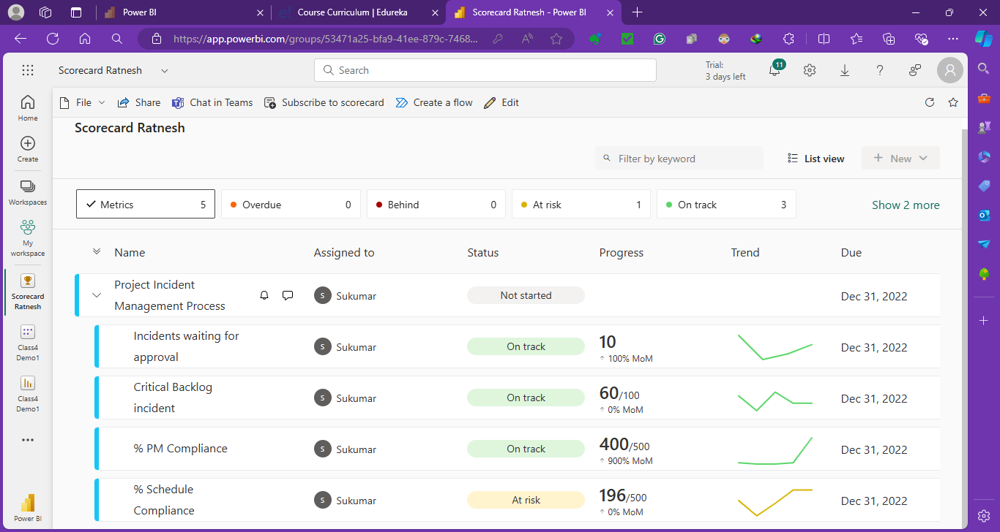 Power BI
Course Curriculum | Edureka
Scorecard Ratnesh - Power BI
https://app.powerbi.com/groups/53471a25-bfa9-41ee-879c-7468...
Scorecard Ratnesh
Search
Trial:
3 days left
11
File
Share
Chat in Teams
Subscribe to scorecard
Create a flow
Edit
Home
Create
Workspaces
My
workspace
Scorecard
Ratnesh
Class4
Demo1
Class4
Demo1
Power BI
Scorecard Ratnesh
Filter by keyword
List view
New
Metrics 5
Overdue 0
Behind 0
At risk 1
On track 3
Show 2 more
Name Assigned to Status Progress Trend Due
Project Incident
Management Process
S Sukumar
Not started
Dec 31, 2022
Incidents waiting for
approval
S Sukumar
On track
10
↑ 100% MoM
Dec 31, 2022
Critical Backlog
incident
S Sukumar
On track
60/100
↑ 0% MoM
Dec 31, 2022
% PM Compliance
S Sukumar
On track
400/500
↑ 900% MoM
Dec 31, 2022
% Schedule
Compliance
S Sukumar
At risk
196/500
↑ 0% MoM
Dec 31, 2022